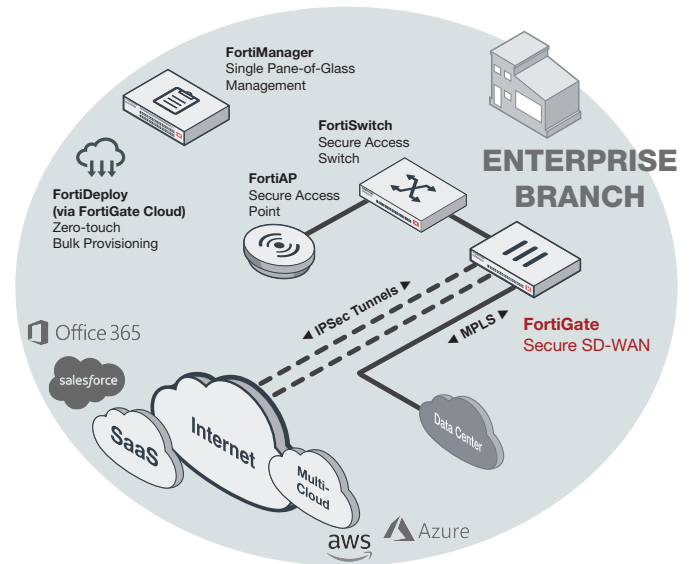 FortiManager
Single Pane-of-Glass
Management
FortiSwitch
Secure Access
Switch
ENTERPRISE
BRANCH
FortiAP
Secure Access
Point
FortiDeploy
(via FortiGate Cloud)
Zero-touch
Bulk Provisioning
IPSec Tunnels
MPLS
FortiGate
Secure SD-WAN
Office 365
salesforce
SaaS
Internet
Multi-
Cloud
Data Center
aws
Azure